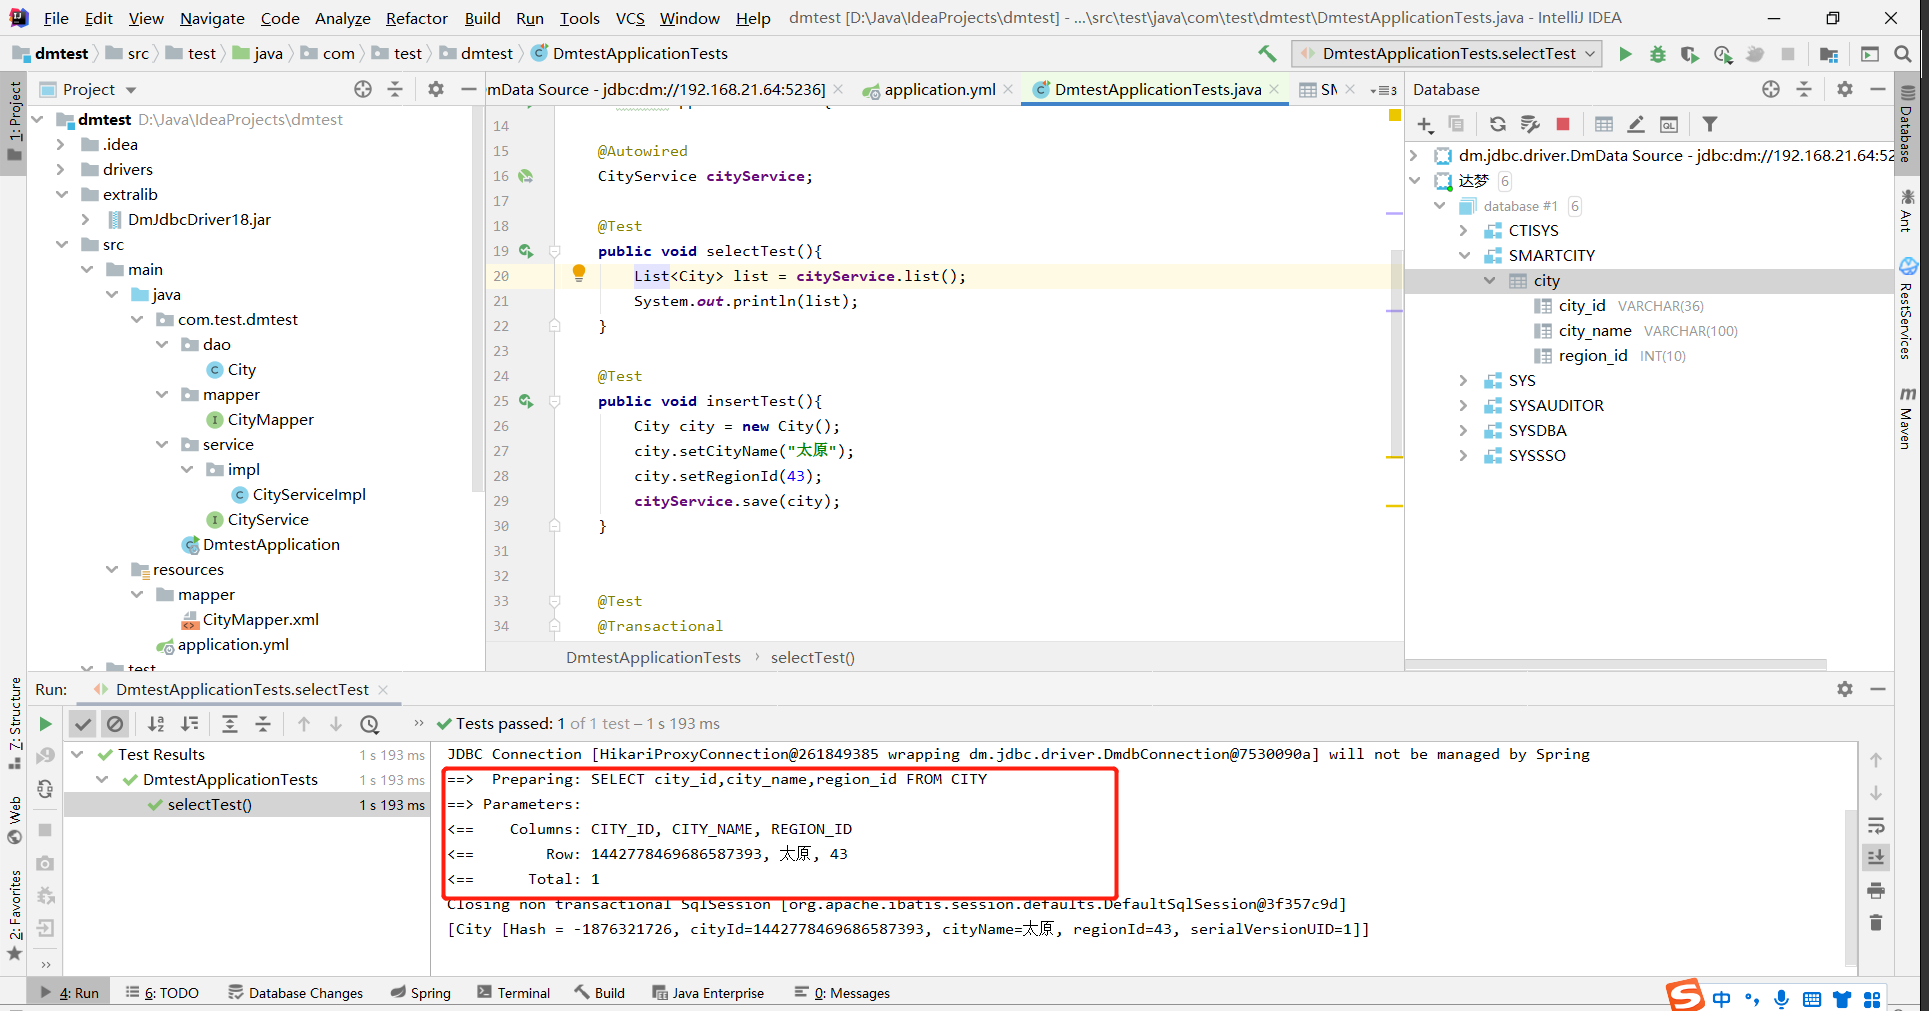 File Edit View Navigate Code Analyze Refactor Build Run Tools VCS Window Help dmtest [D:\Java\IdeaProjects\dmtest] - ...\src\test\java\com\test\dmtest\DmtestApplicationTests.java - IntelliJ IDEA
dmtest src test java com test dmtest DmtestApplicationTests
DmtestApplicationTests.selectTest
1: Project
Project
dmtest D:\Java\IdeaProjects\dmtest
.idea
drivers
extralib
DmJdbcDriver18.jar
src
main
java
com.test.dmtest
dao
City
mapper
CityMapper
service
impl
CityServiceImpl
CityService
DmtestApplication
resources
mapper
CityMapper.xml
application.yml
test
mData Source - jdbc:dm://192.168.21.64:5236] application.yml DmtestApplicationTests.java SM 3
14
15 @Autowired
16 CityService cityService;
17
18 @Test
19 public void selectTest(){
20 List<City> list = cityService.list();
21 System.out.println(list);
22 }
23
24 @Test
25 public void insertTest(){
26 City city = new City();
27 city.setCityName("太原");
28 city.setRegionId(43);
29 cityService.save(city);
30 }
31
32
33 @Test
34 @Transactional
DmtestApplicationTests › selectTest()
Database
QL
dm.jdbc.driver.DmData Source - jdbc:dm://192.168.21.64:52
达梦 6
database #1 6
CTISYS
SMARTCITY
city
city_id VARCHAR(36)
city_name VARCHAR(100)
region_id INT(10)
SYS
SYSAUDITOR
SYSDBA
SYSSSO
Database
Ant
RestServices
Maven
7: Structure
Web
2: Favorites
Run: DmtestApplicationTests.selectTest
Tests passed: 1 of 1 test – 1 s 193 ms
Test Results 1 s 193 ms
DmtestApplicationTests 1 s 193 ms
selectTest() 1 s 193 ms
JDBC Connection [HikariProxyConnection@261849385 wrapping dm.jdbc.driver.DmdbConnection@7530090a] will not be managed by Spring
==>  Preparing: SELECT city_id,city_name,region_id FROM CITY
==> Parameters:
<==    Columns: CITY_ID, CITY_NAME, REGION_ID
<==        Row: 1442778469686587393, 太原, 43
<==      Total: 1
Closing non transactional SqlSession [org.apache.ibatis.session.defaults.DefaultSqlSession@3f357c9d]
[City [Hash = -1876321726, cityId=1442778469686587393, cityName=太原, regionId=43, serialVersionUID=1]]
4: Run 6: TODO Database Changes Spring Terminal Build Java Enterprise 0: Messages
中